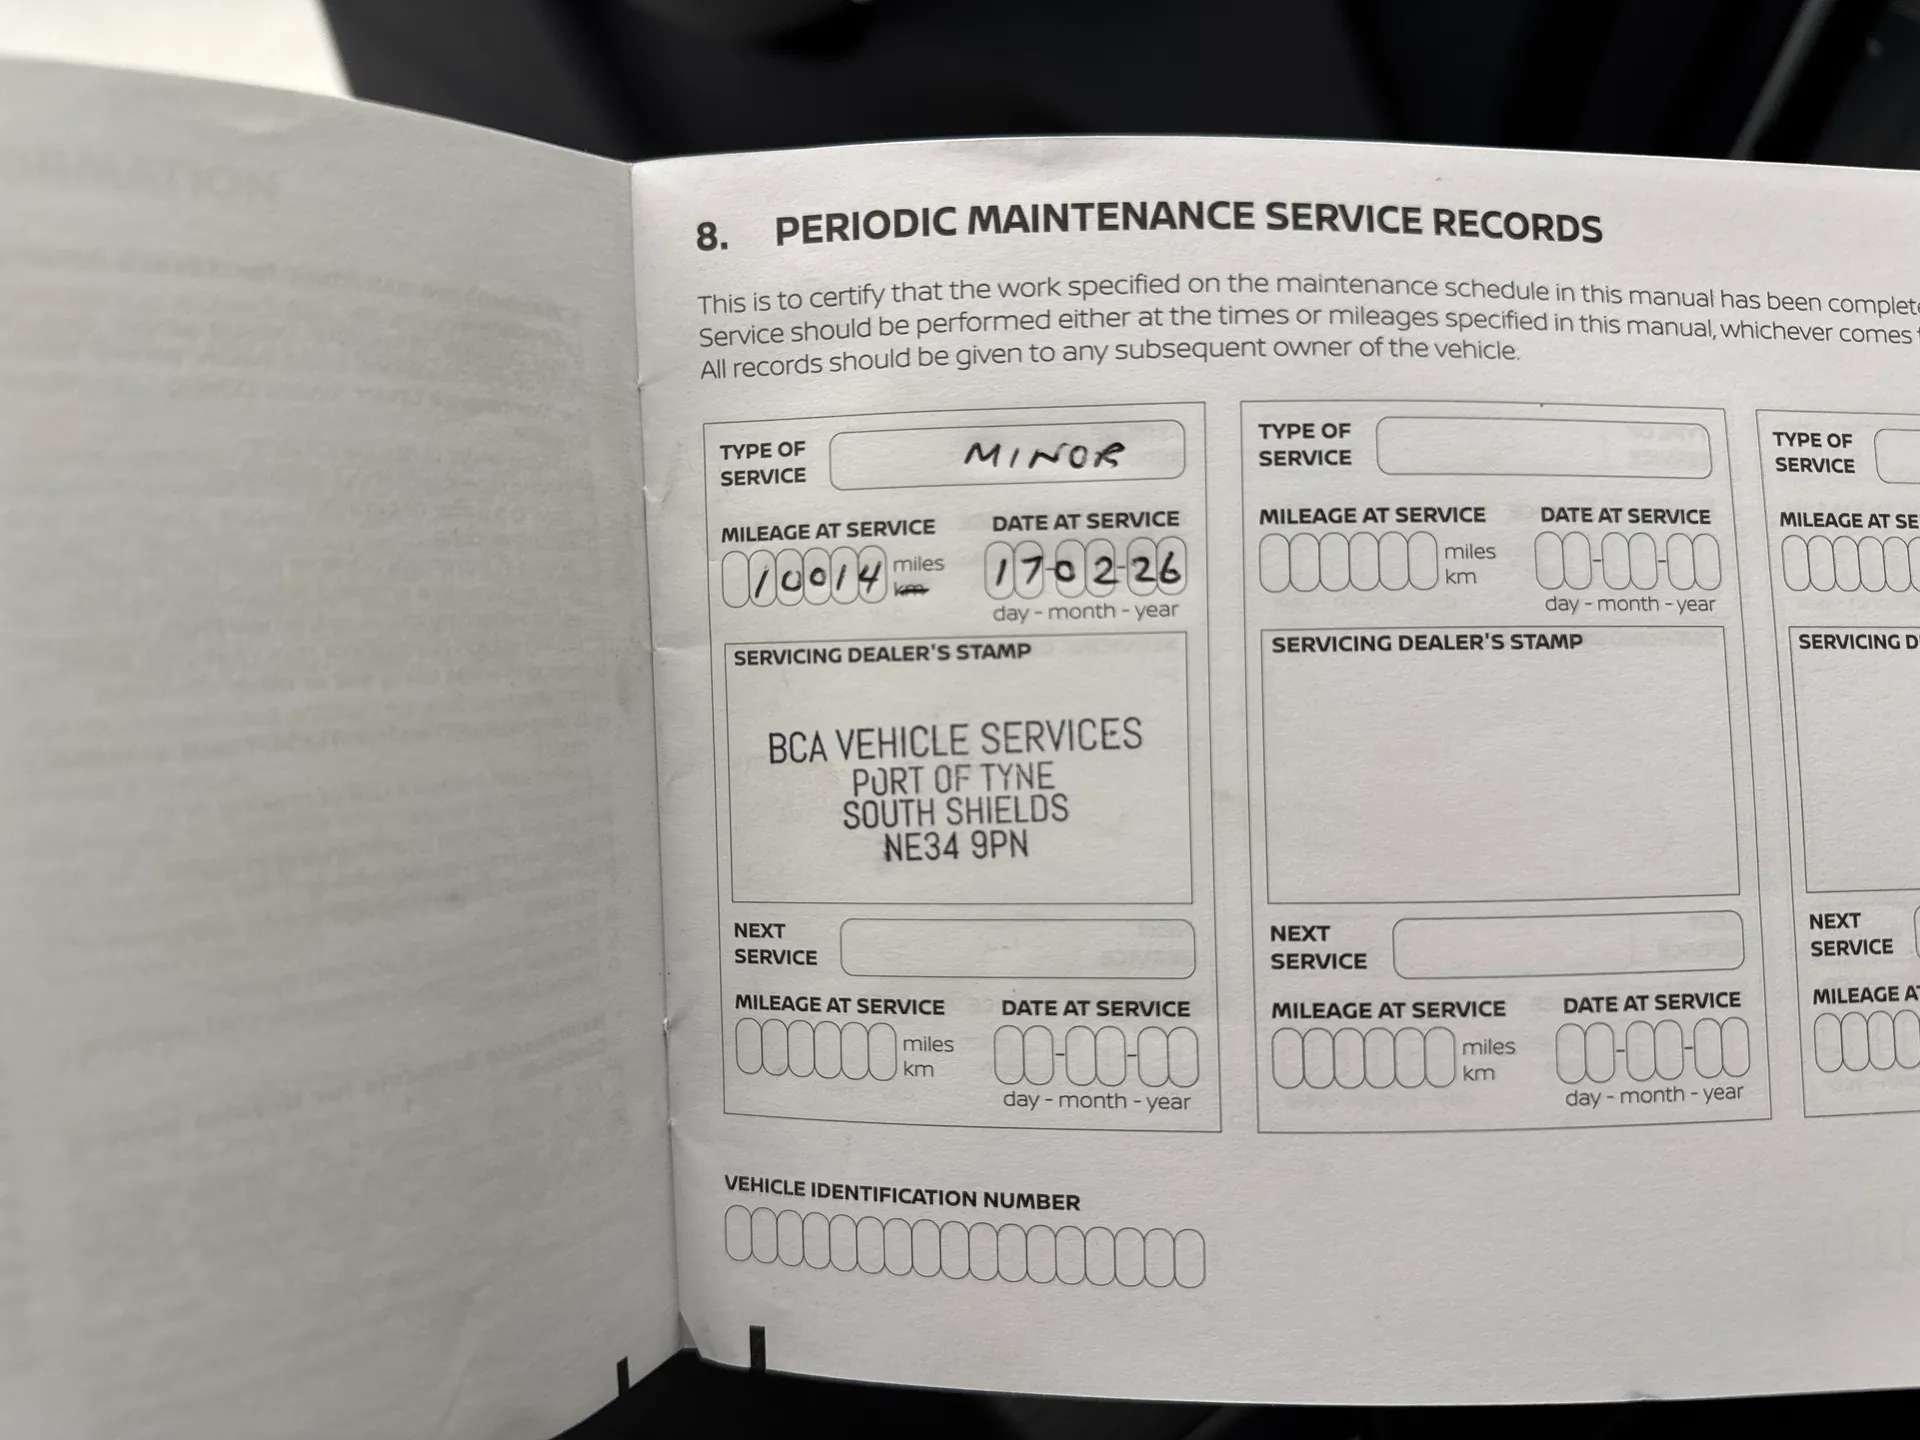 8. PERIODIC MAINTENANCE SERVICE RECORDS
This is to certify that the work specified on the maintenance schedule in this manual has been
Service should be performed either at the times or mileages specified in this manual, whichever comes
All records should be given to any subsequent owner of the vehicle.
TYPE OF SERVICE
MINOR
MILEAGE AT SERVICE
10014 miles
km
DATE AT SERVICE
17-02-26
day - month - year
SERVICING DEALER'S STAMP
BCA VEHICLE SERVICES
PORT OF TYNE
SOUTH SHIELDS
NE34 9PN
NEXT SERVICE
MILEAGE AT SERVICE
miles
km
DATE AT SERVICE
day - month - year
TYPE OF SERVICE
MILEAGE AT SERVICE
miles
km
DATE AT SERVICE
day - month - year
SERVICING DEALER'S STAMP
NEXT SERVICE
MILEAGE AT SERVICE
miles
km
DATE AT SERVICE
day - month - year
TYPE OF SERVICE
MILEAGE AT
SERVICING
NEXT SERVICE
MILEAGE
VEHICLE IDENTIFICATION NUMBER